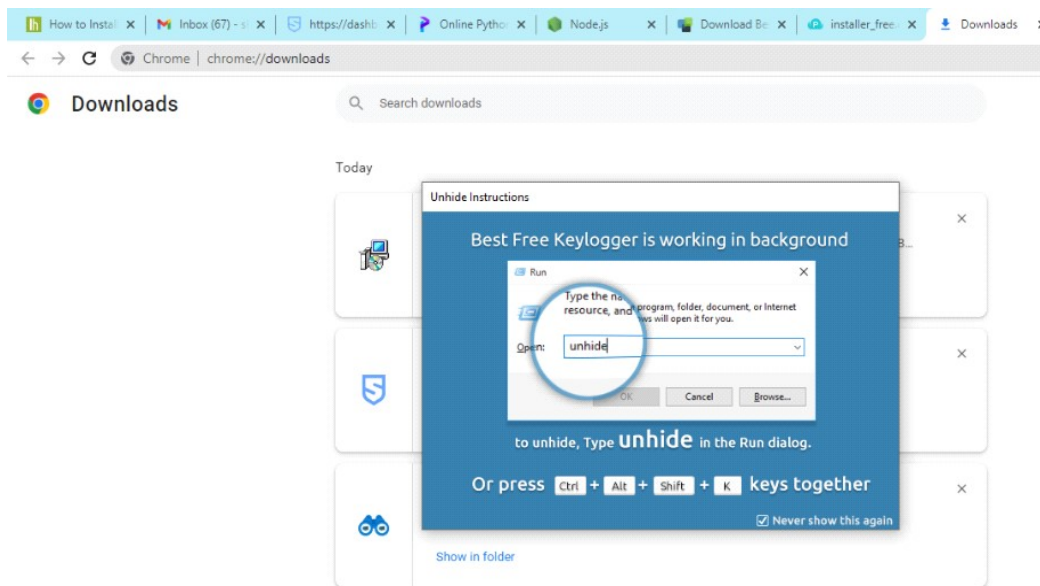 How to Instal
Inbox (67) - s
https://dashb
Online Pytho
Node.js
Download Be
installer_free.
Downloads
Chrome | chrome://downloads
Downloads
Search downloads
Today
Unhide Instructions
Best Free Keylogger is working in background
Run
Type the na program, folder, document, or Internet
resource, and ws will open it for you.
Open: unhide
OK Cancel Browse...
to unhide, Type unhide in the Run dialog.
Or press Ctrl + Alt + Shift + K keys together
Never show this again
B...
Show in folder